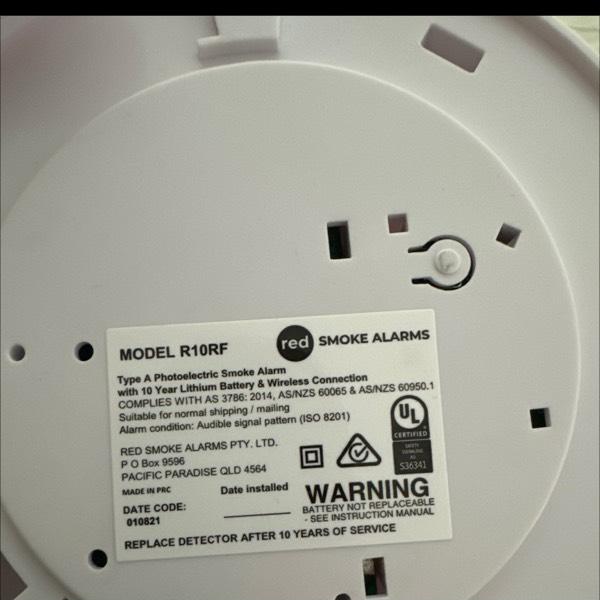 MODEL R10RF
red SMOKE ALARMS
Type A Photoelectric Smoke Alarm
with 10 Year Lithium Battery & Wireless Connection
COMPLIES WITH AS 3786: 2014, AS/NZS 60065 & AS/NZS 60950.1
Suitable for normal shipping / mailing
Alarm condition: Audible signal pattern (ISO 8201)
RED SMOKE ALARMS PTY. LTD.
P O Box 9596
PACIFIC PARADISE QLD 4564
UL
CERTIFIED
SAFETY
AS
S36341
MADE IN PRC
Date installed
DATE CODE:
010821
WARNING
BATTERY NOT REPLACEABLE
- SEE INSTRUCTION MANUAL
REPLACE DETECTOR AFTER 10 YEARS OF SERVICE